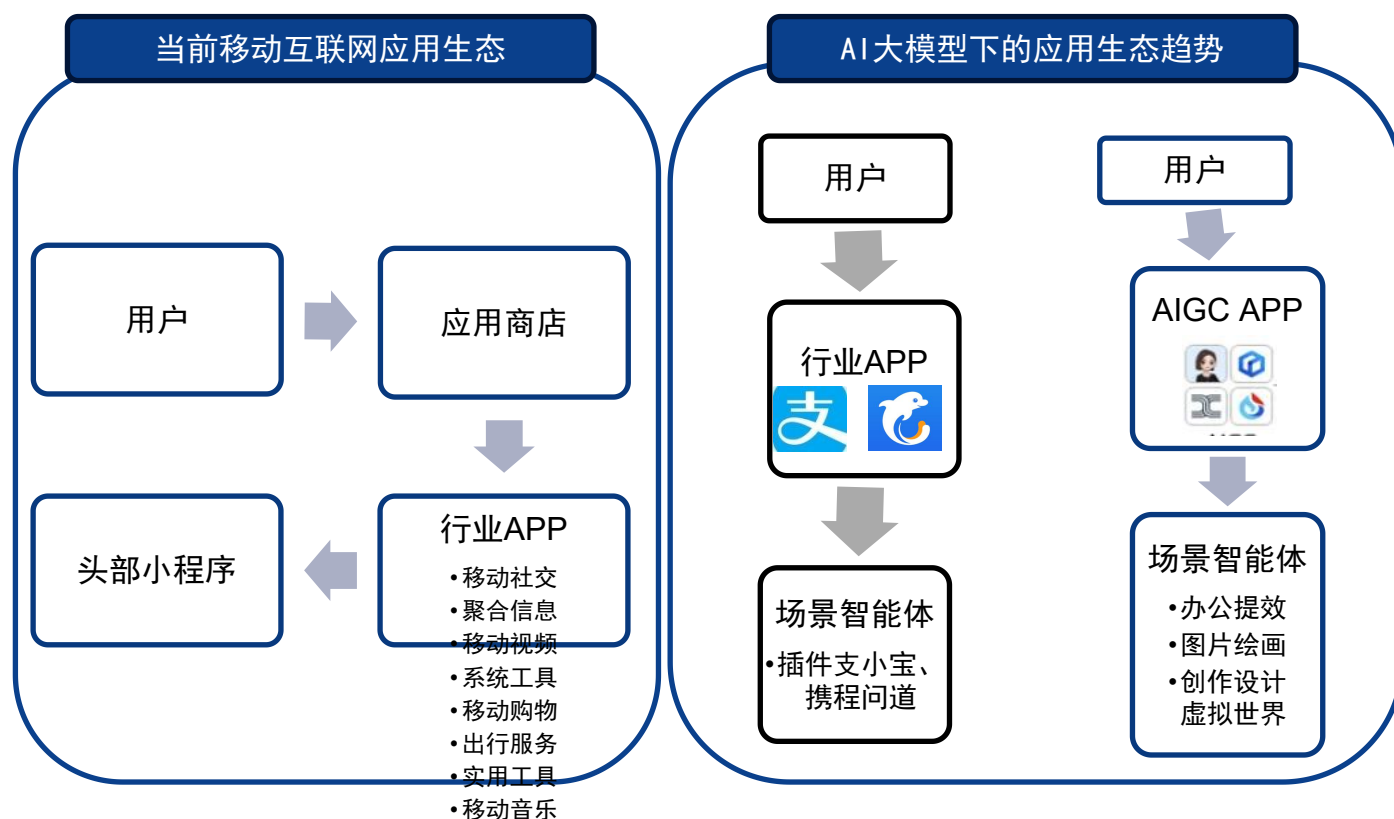 当前移动互联网应用生态
用户
应用商店
头部小程序
行业APP
•移动社交
•聚合信息
•移动视频
•系统工具
•移动购物
•出行服务
•实用工具
•移动音乐
AI大模型下的应用生态趋势
用户
行业APP
支
场景智能体
•插件支小宝、
携程问道
用户
AIGC APP
场景智能体
•办公提效
•图片绘画
•创作设计
虚拟世界